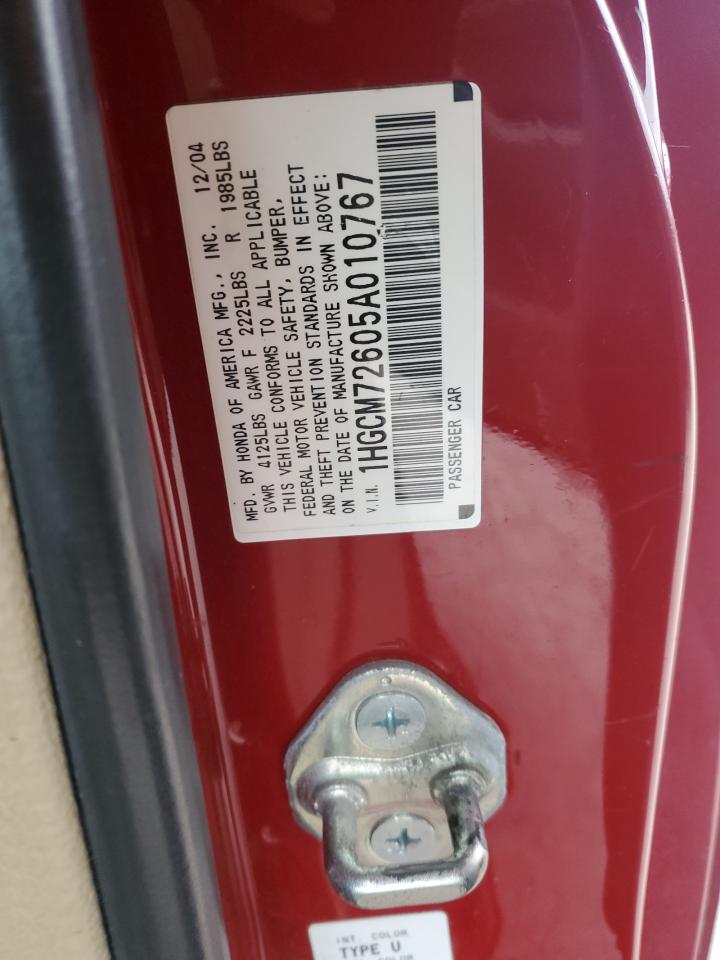 MFD. BY HONDA OF AMERICA MFG., INC. 12/04
GVWR 4125LBS GAWR F 2225LBS R 1985LBS
THIS VEHICLE CONFORMS TO ALL APPLICABLE
FEDERAL MOTOR VEHICLE SAFETY, BUMPER,
AND THEFT PREVENTION STANDARDS IN EFFECT
ON THE DATE OF MANUFACTURE SHOWN ABOVE:
V.I.N. 1HGCM72605A010767
PASSENGER CAR
INT. COLOR
TYPE U
COLOR